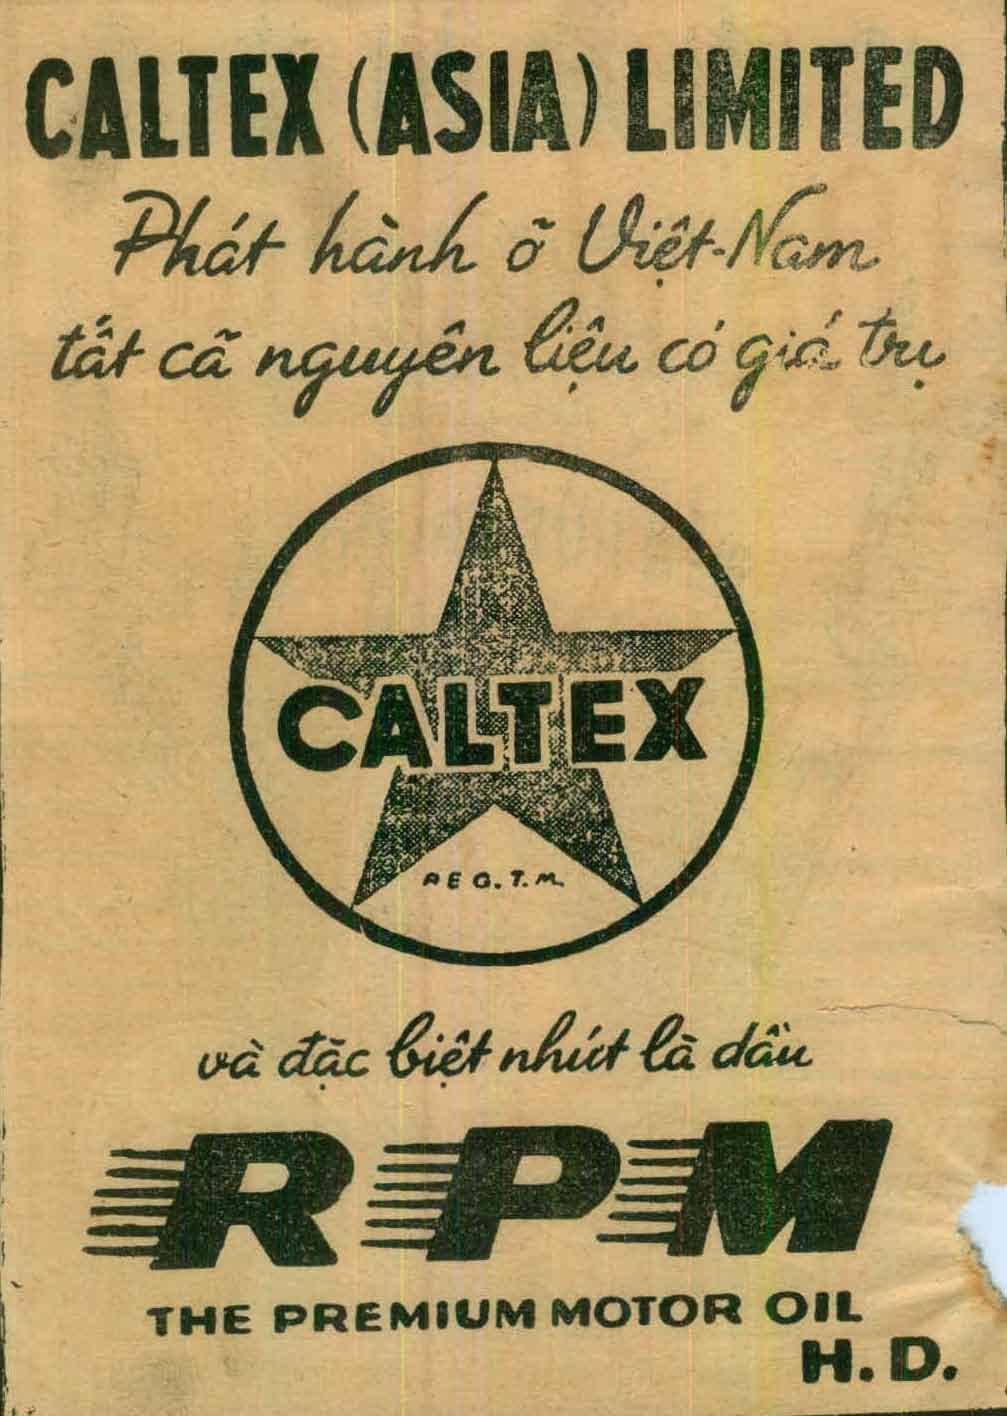 CALTEX (ASIA) LIMITED
Phát hành ỡ Việt-Nam
tất cã nguyên liệu có giá trụ
CALTEX
REG. T.M.
và đặc biệt nhứt là dầu
RPM
THE PREMIUM MOTOR OIL
H. D.